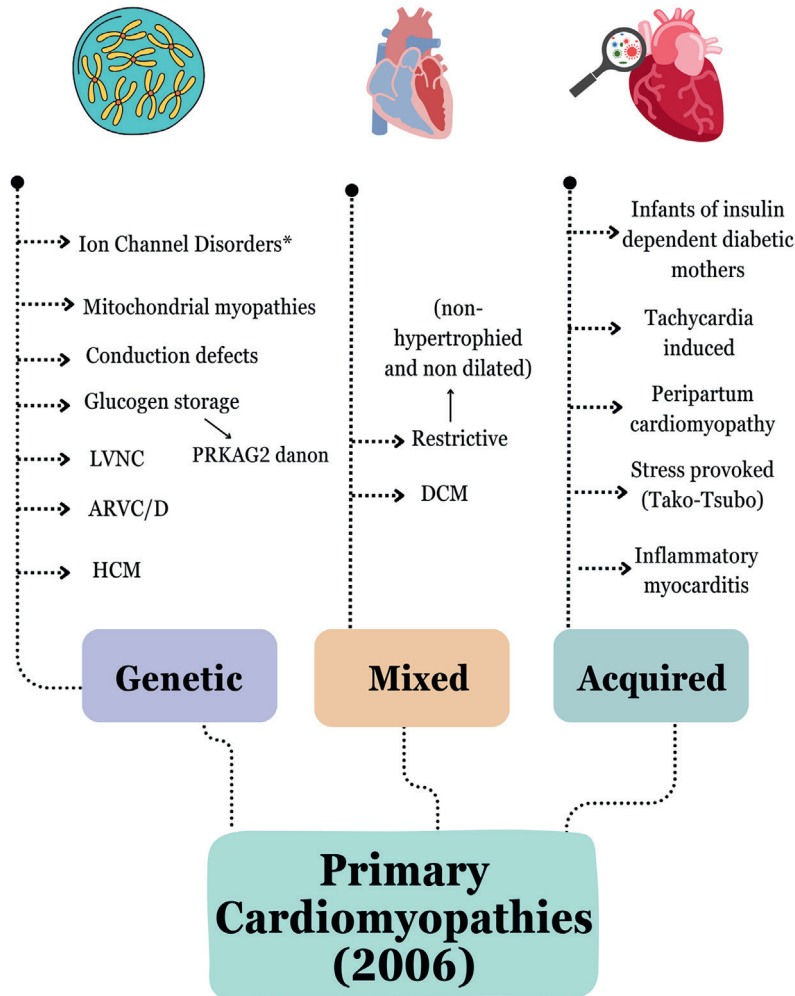 Ion Channel Disorders*
Mitochondrial myopathies
Conduction defects
Glucogen storage
PRKAG2 danon
LVNC
ARVC/D
HCM
Genetic
(non-
hypertrophied
and non dilated)
Restrictive
DCM
Mixed
Infants of insulin
dependent diabetic
mothers
Tachycardia
induced
Peripartum
cardiomyopathy
Stress provoked
(Tako-Tsubo)
Inflammatory
myocarditis
Acquired
Primary
Cardiomyopathies
(2006)